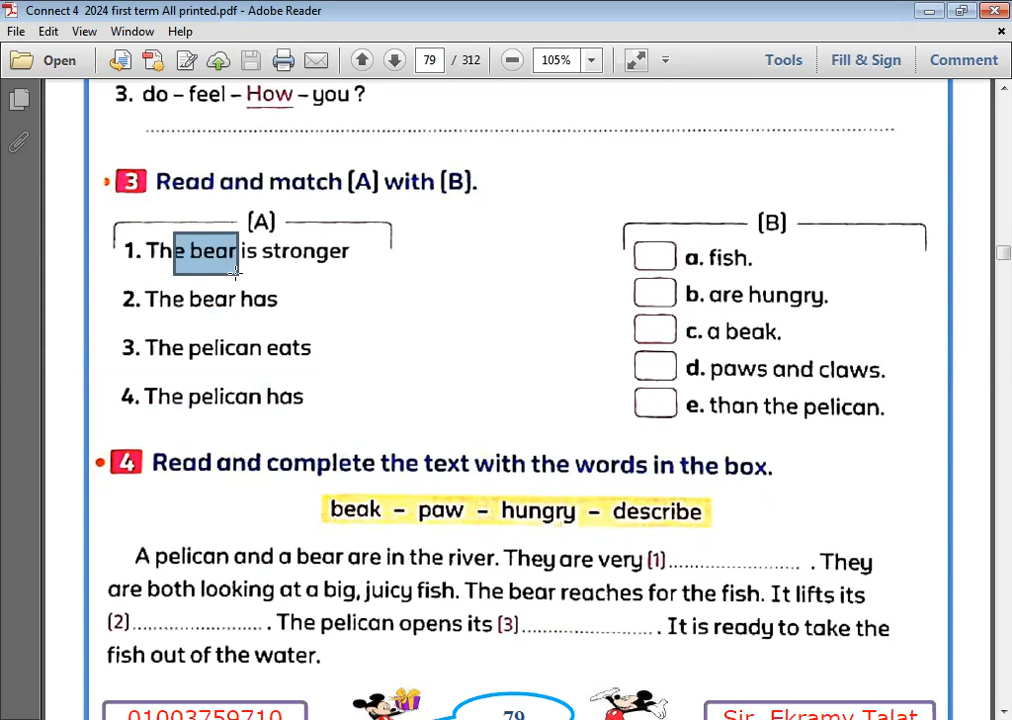 Connect 4 2024 first term All printed.pdf - Adobe Reader
File Edit View Window Help
Open 79 / 312 105% Tools Fill & Sign Comment
3. do – feel – How – you ?
3 Read and match (A) with (B).
(A) (B)
1. The bear is stronger
a. fish.
2. The bear has
b. are hungry.
c. a beak.
3. The pelican eats
d. paws and claws.
4. The pelican has
e. than the pelican.
4 Read and complete the text with the words in the box.
beak – paw – hungry – describe
A pelican and a bear are in the river. They are very (1)........................ . They
are both looking at a big, juicy fish. The bear reaches for the fish. It lifts its
(2)........................ . The pelican opens its (3)........................ . It is ready to take the
fish out of the water.
01003759710 79 Sir. Ekramy Talat